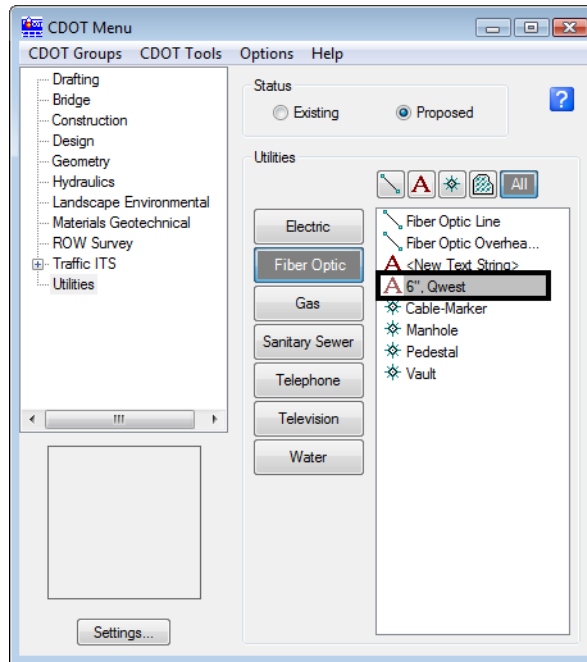 CDOT Menu
CDOT Groups CDOT Tools Options Help
Drafting
Bridge
Construction
Design
Geometry
Hydraulics
Landscape Environmental
Materials Geotechnical
ROW Survey
Traffic ITS
Utilities
Settings...
Status
Existing Proposed
?
Utilities
A All
Electric
Fiber Optic
Gas
Sanitary Sewer
Telephone
Television
Water
Fiber Optic Line
Fiber Optic Overhea...
A <New Text String>
A 6", Qwest
Cable-Marker
Manhole
Pedestal
Vault